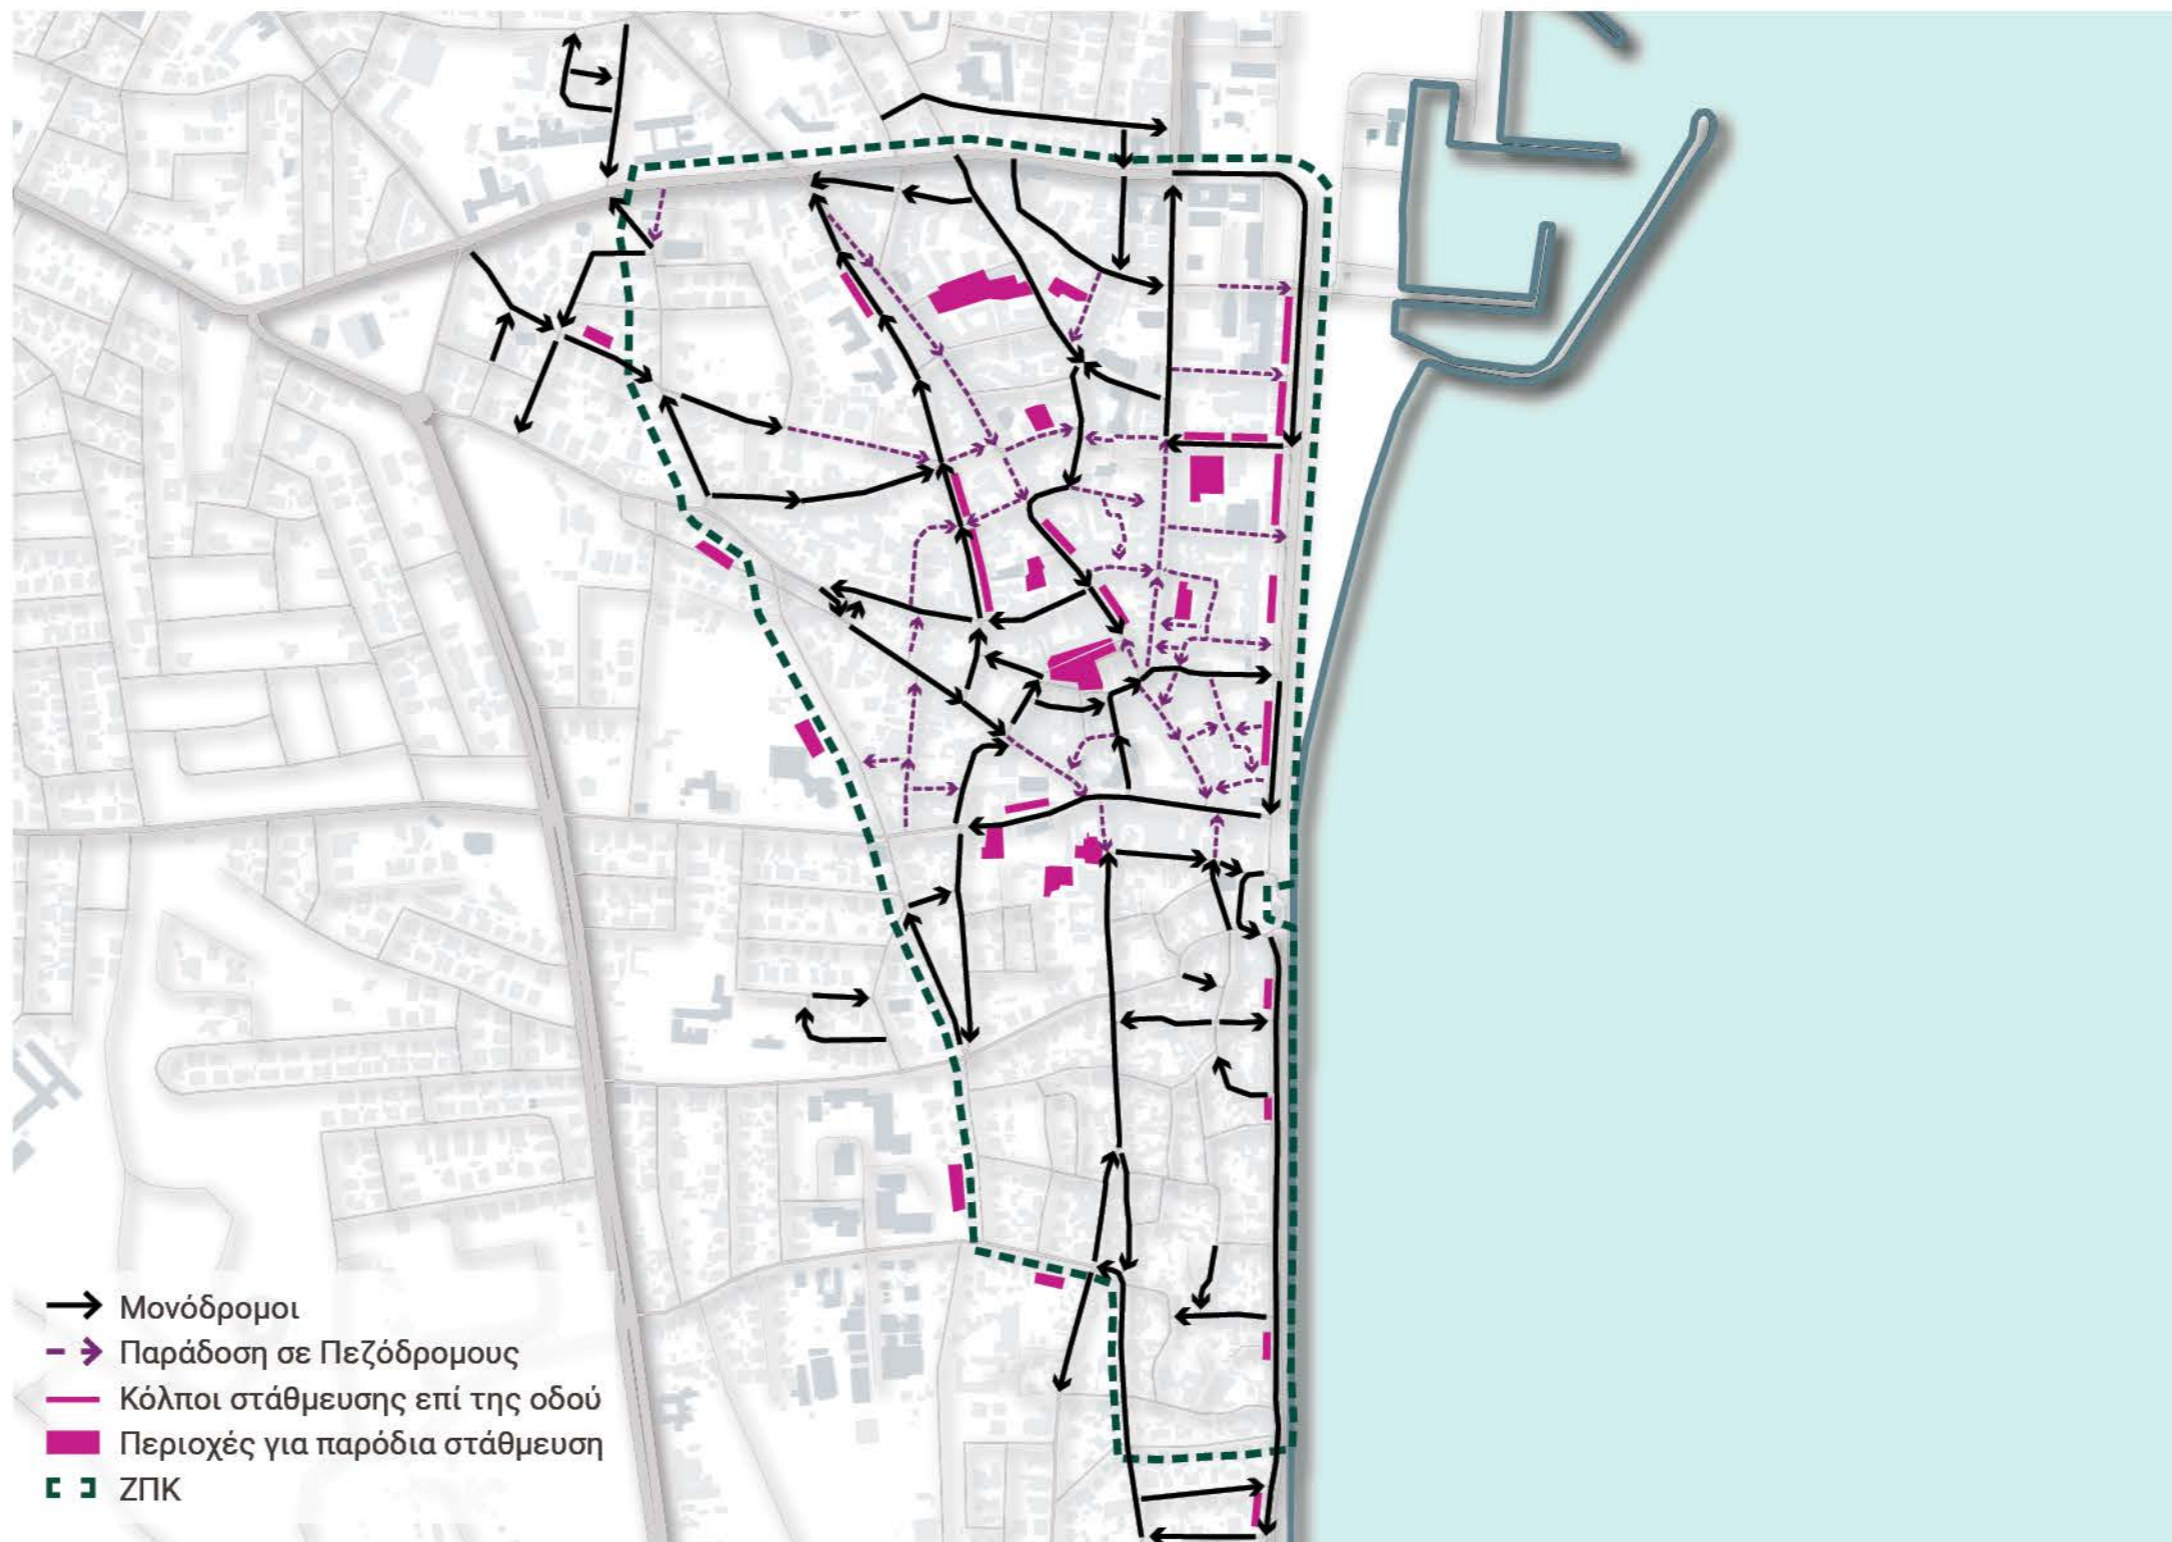 Μονόδρομοι
Παράδοση σε Πεζόδρομους
Κόλποι στάθμευσης επί της οδού
Περιοχές για παρόδια στάθμευση
ΖΠΚ